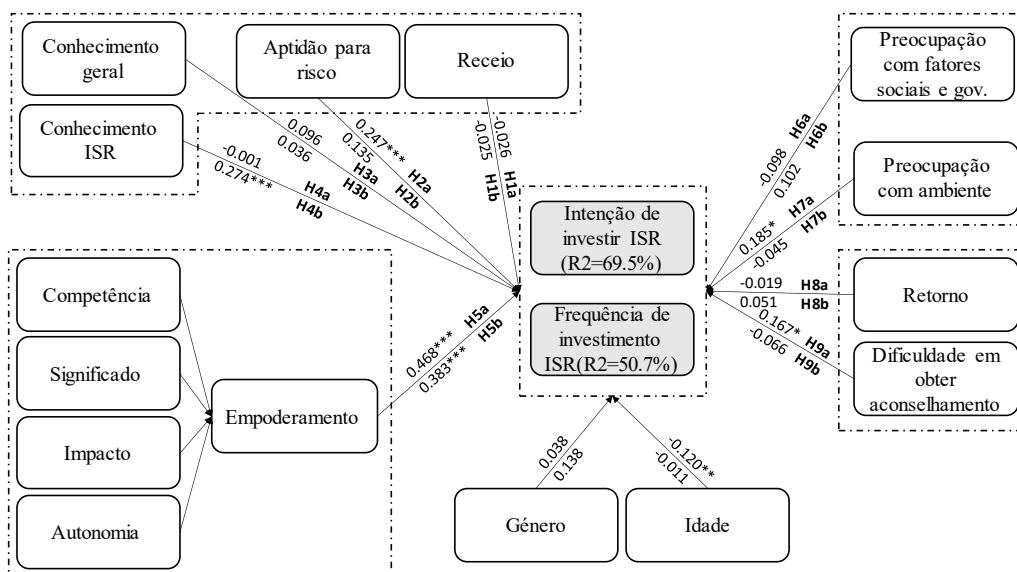 Conhecimento
geral
Aptidão para
risco
Receio
Conhecimento
ISR
Preocupação
com fatores
sociais e gov.
Preocupação
com ambiente
-0.001
0.274***
H4a
H4b
0.096
0.036
H3a
H3b
0.247***
0.135
H2a
H2b
-0.026
-0.025
H1a
H1b
-0.098
0.102
H6a
H6b
0.185*
-0.045
H7a
H7b
Intenção de
investir ISR
(R2=69.5%)
Frequência de
investimento
ISR(R2=50.7%)
-0.019
0.051
H8a
H8b
0.167*
-0.066
H9a
H9b
Retorno
Dificuldade em
obter
aconselhamento
Competência
Significado
Impacto
Autonomia
Empoderamento
0.468***
0.383***
H5a
H5b
0.038
0.138
-0.120**
-0.011
Género
Idade